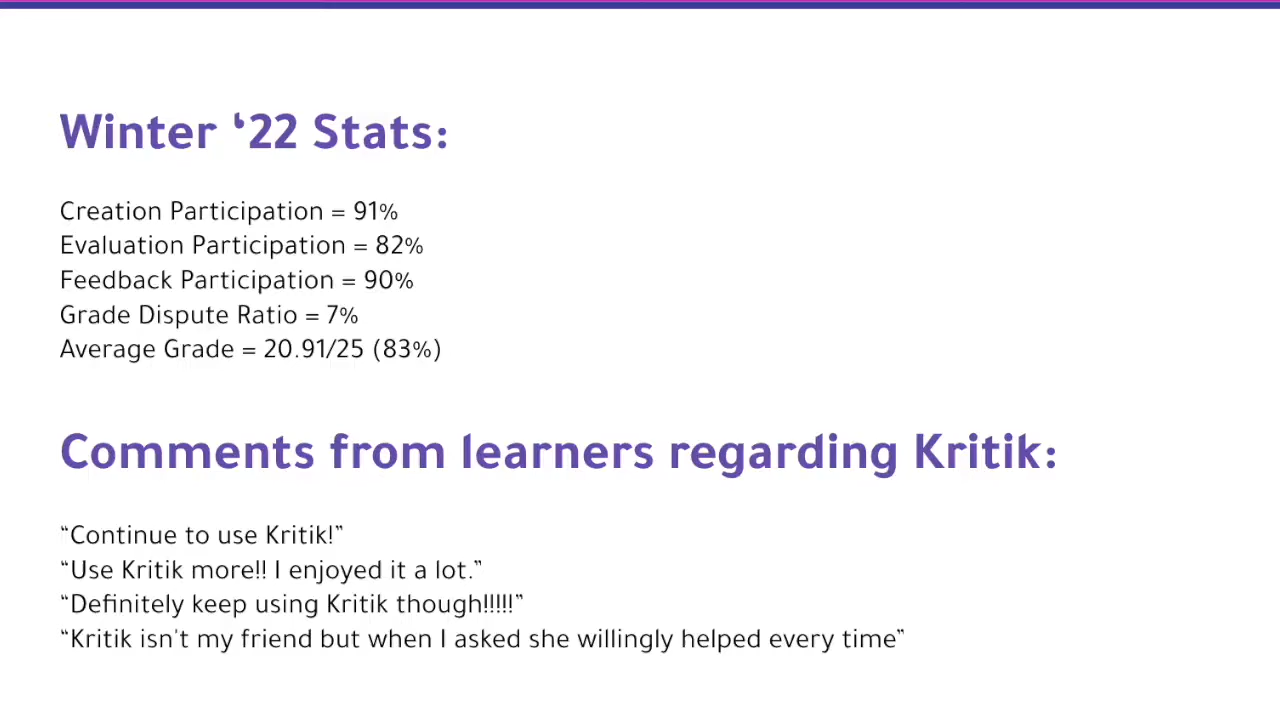 Winter ‘22 Stats:
Creation Participation = 91%
Evaluation Participation = 82%
Feedback Participation = 90%
Grade Dispute Ratio = 7%
Average Grade = 20.91/25 (83%)
Comments from learners regarding Kritik:
“Continue to use Kritik!”
“Use Kritik more!! I enjoyed it a lot.”
“Definitely keep using Kritik though!!!!!”
“Kritik isn't my friend but when I asked she willingly helped every time”